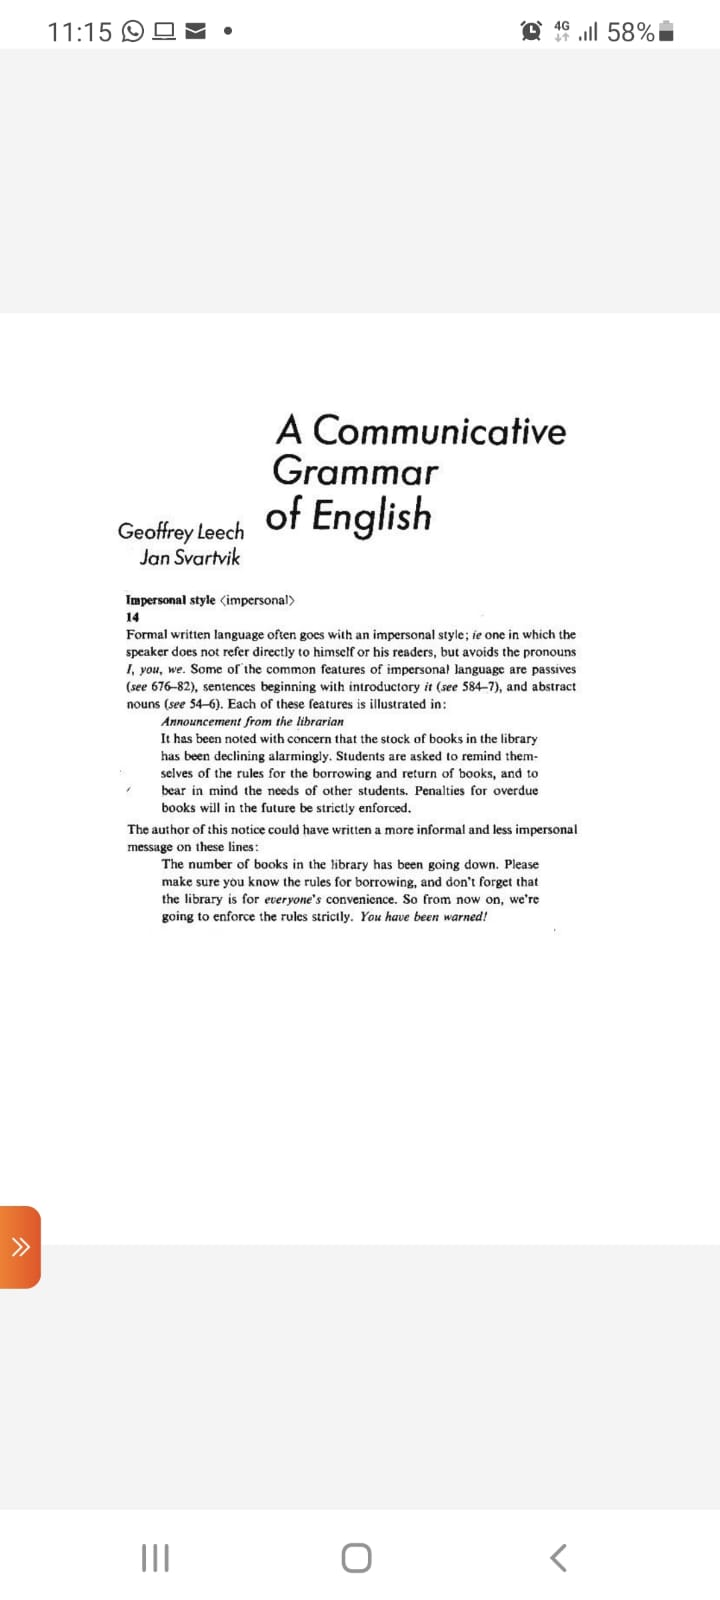 11:15
4G 58%
A Communicative
Grammar
of English
Geoffrey Leech
Jan Svartvik
Impersonal style ⟨impersonal⟩
14
Formal written language often goes with an impersonal style; ie one in which the
speaker does not refer directly to himself or his readers, but avoids the pronouns
I, you, we. Some of the common features of impersonal language are passives
(see 676–82), sentences beginning with introductory it (see 584–7), and abstract
nouns (see 54–6). Each of these features is illustrated in:
Announcement from the librarian
It has been noted with concern that the stock of books in the library
has been declining alarmingly. Students are asked to remind them-
selves of the rules for the borrowing and return of books, and to
bear in mind the needs of other students. Penalties for overdue
books will in the future be strictly enforced.
The author of this notice could have written a more informal and less impersonal
message on these lines:
The number of books in the library has been going down. Please
make sure you know the rules for borrowing, and don't forget that
the library is for everyone's convenience. So from now on, we're
going to enforce the rules strictly. You have been warned!